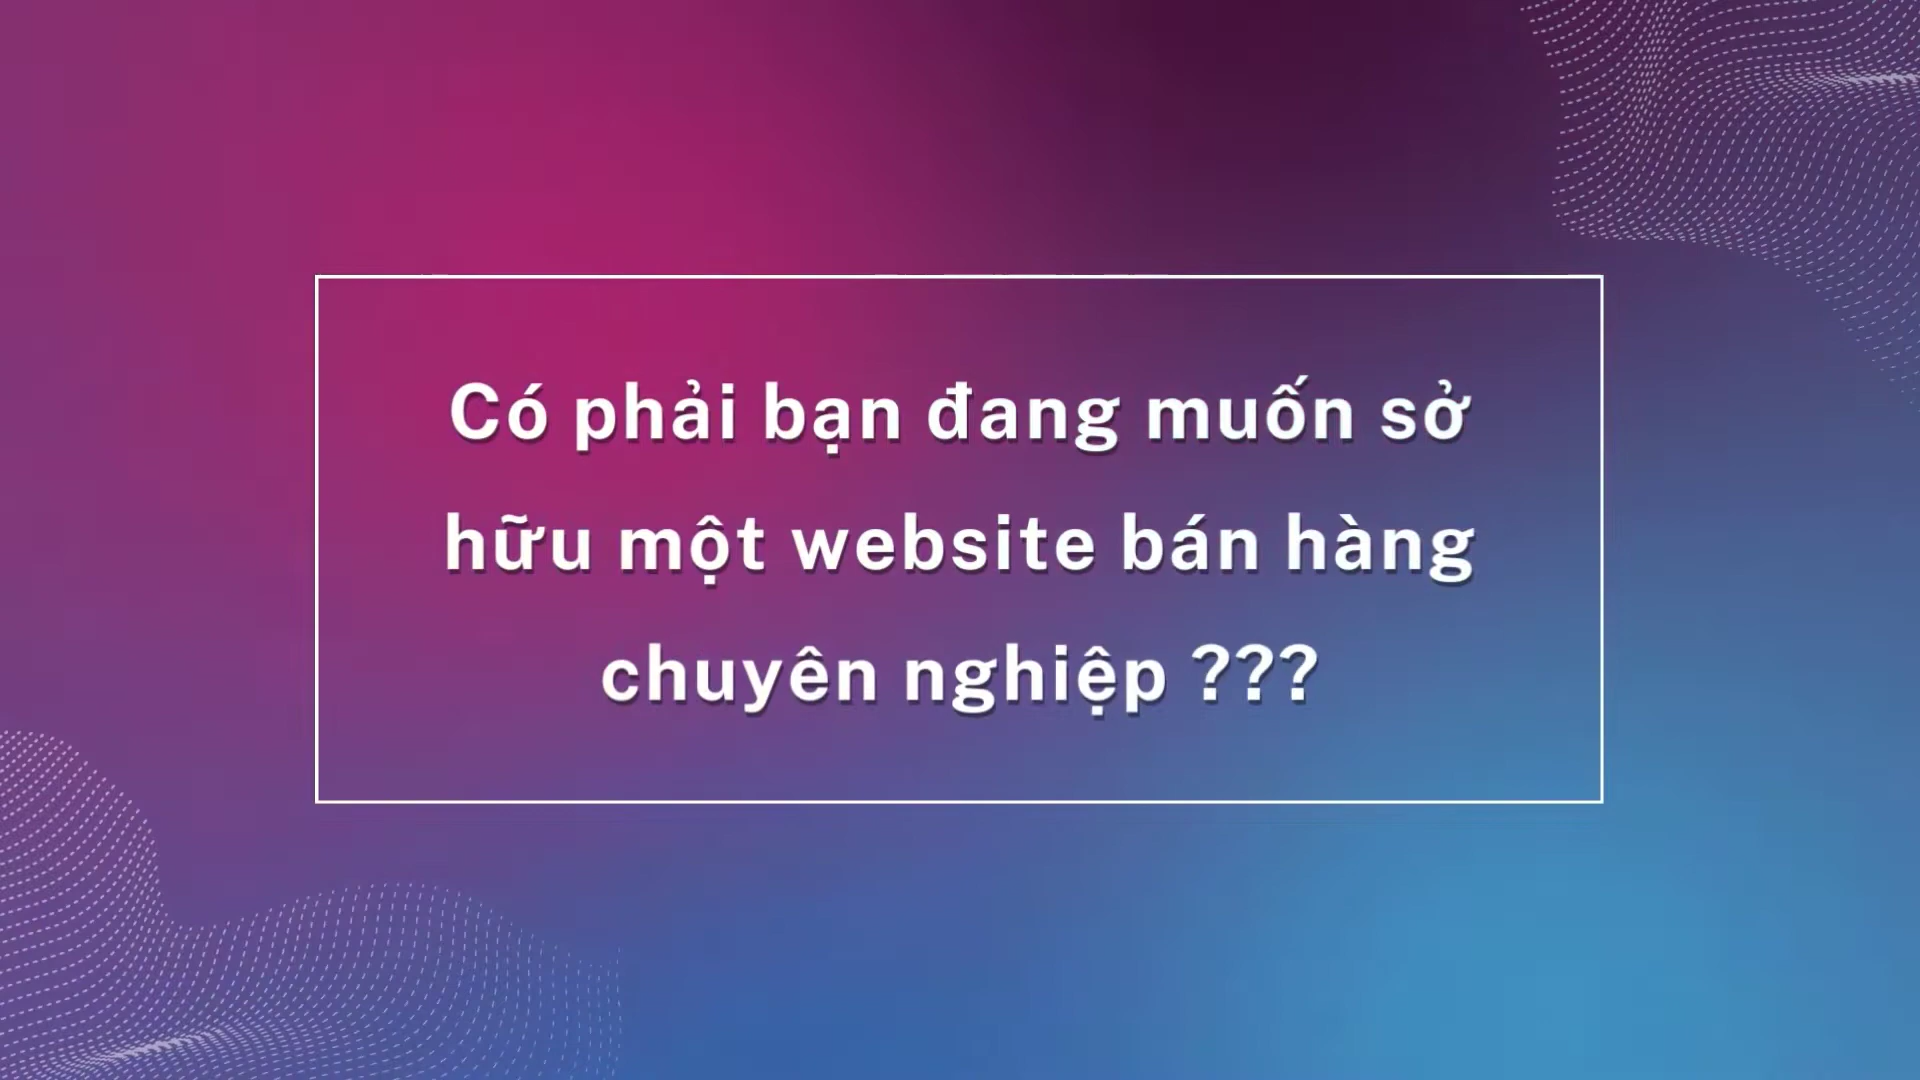 Có phải bạn đang muốn sở
hữu một website bán hàng
chuyên nghiệp ???